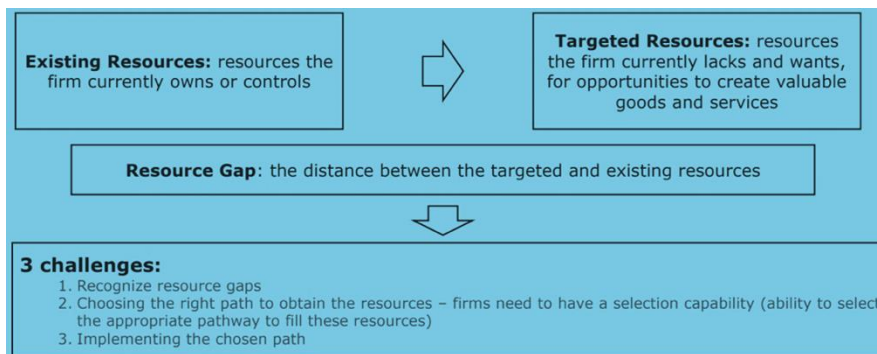 Existing Resources: resources the
firm currently owns or controls
Targeted Resources: resources
the firm currently lacks and wants,
for opportunities to create valuable
goods and services
Resource Gap: the distance between the targeted and existing resources
3 challenges:
1. Recognize resource gaps
2. Choosing the right path to obtain the resources – firms need to have a selection capability (ability to select
the appropriate pathway to fill these resources)
3. Implementing the chosen path